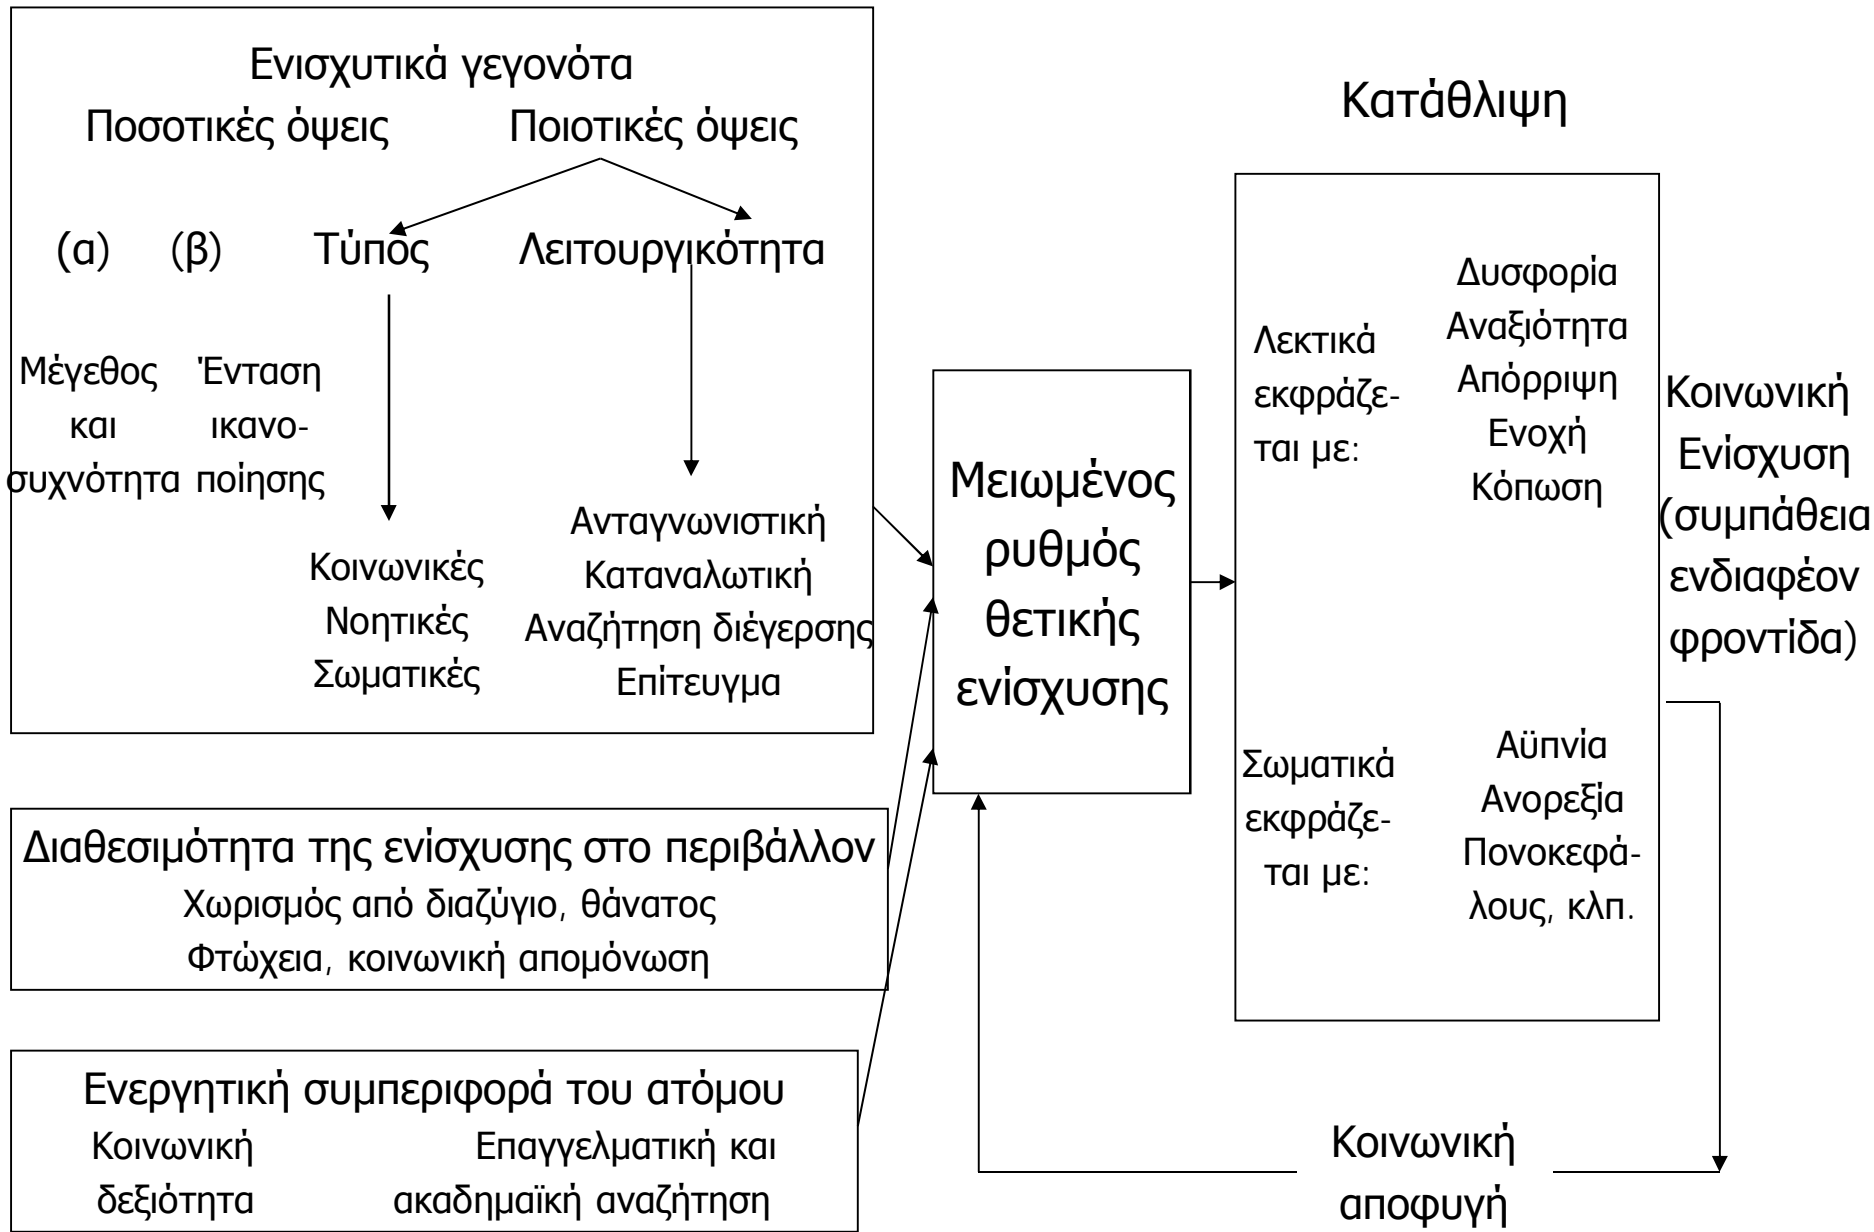 Ενισχυτικά γεγονότα
Ποσοτικές όψεις Ποιοτικές όψεις
(α) (β) Τύπος Λειτουργικότητα
Μέγεθος Ένταση
και ικανο-
συχνότητα ποίησης
Κοινωνικές
Νοητικές
Σωματικές
Ανταγνωνιστική
Καταναλωτική
Αναζήτηση διέγερσης
Επίτευγμα
Διαθεσιμότητα της ενίσχυσης στο περιβάλλον
Χωρισμός από διαζύγιο, θάνατος
Φτώχεια, κοινωνική απομόνωση
Ενεργητική συμπεριφορά του ατόμου
Κοινωνική Επαγγελματική και
δεξιότητα ακαδημαϊκή αναζήτηση
Μειωμένος
ρυθμός
θετικής
ενίσχυσης
Κατάθλιψη
Λεκτικά
εκφράζε-
ται με:
Δυσφορία
Αναξιότητα
Απόρριψη
Ενοχή
Κόπωση
Σωματικά
εκφράζε-
ται με:
Αϋπνία
Ανορεξία
Πονοκεφά-
λους, κλπ.
Κοινωνική
Ενίσχυση
(συμπάθεια
ενδιαφέον
φροντίδα)
Κοινωνική
αποφυγή